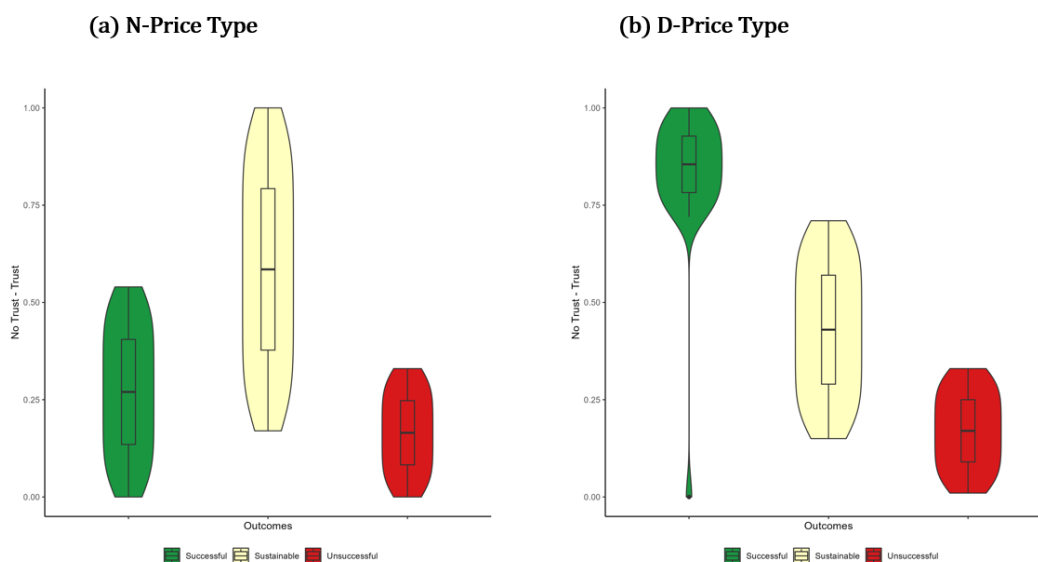 (a) N-Price Type
1.00
0.75
0.50
0.25
0.00
No Trust - Trust
Outcomes
Successful Sustainable Unsuccessful
(b) D-Price Type
1.00
0.75
0.50
0.25
0.00
No Trust - Trust
Outcomes
Successful Sustainable Unsuccessful